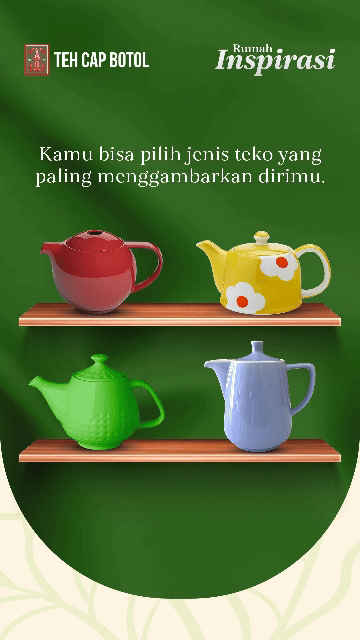 TEH CAP BOTOL
Rumah
Inspirasi
Kamu bisa pilih jenis teko yang
paling menggambarkan dirimu.